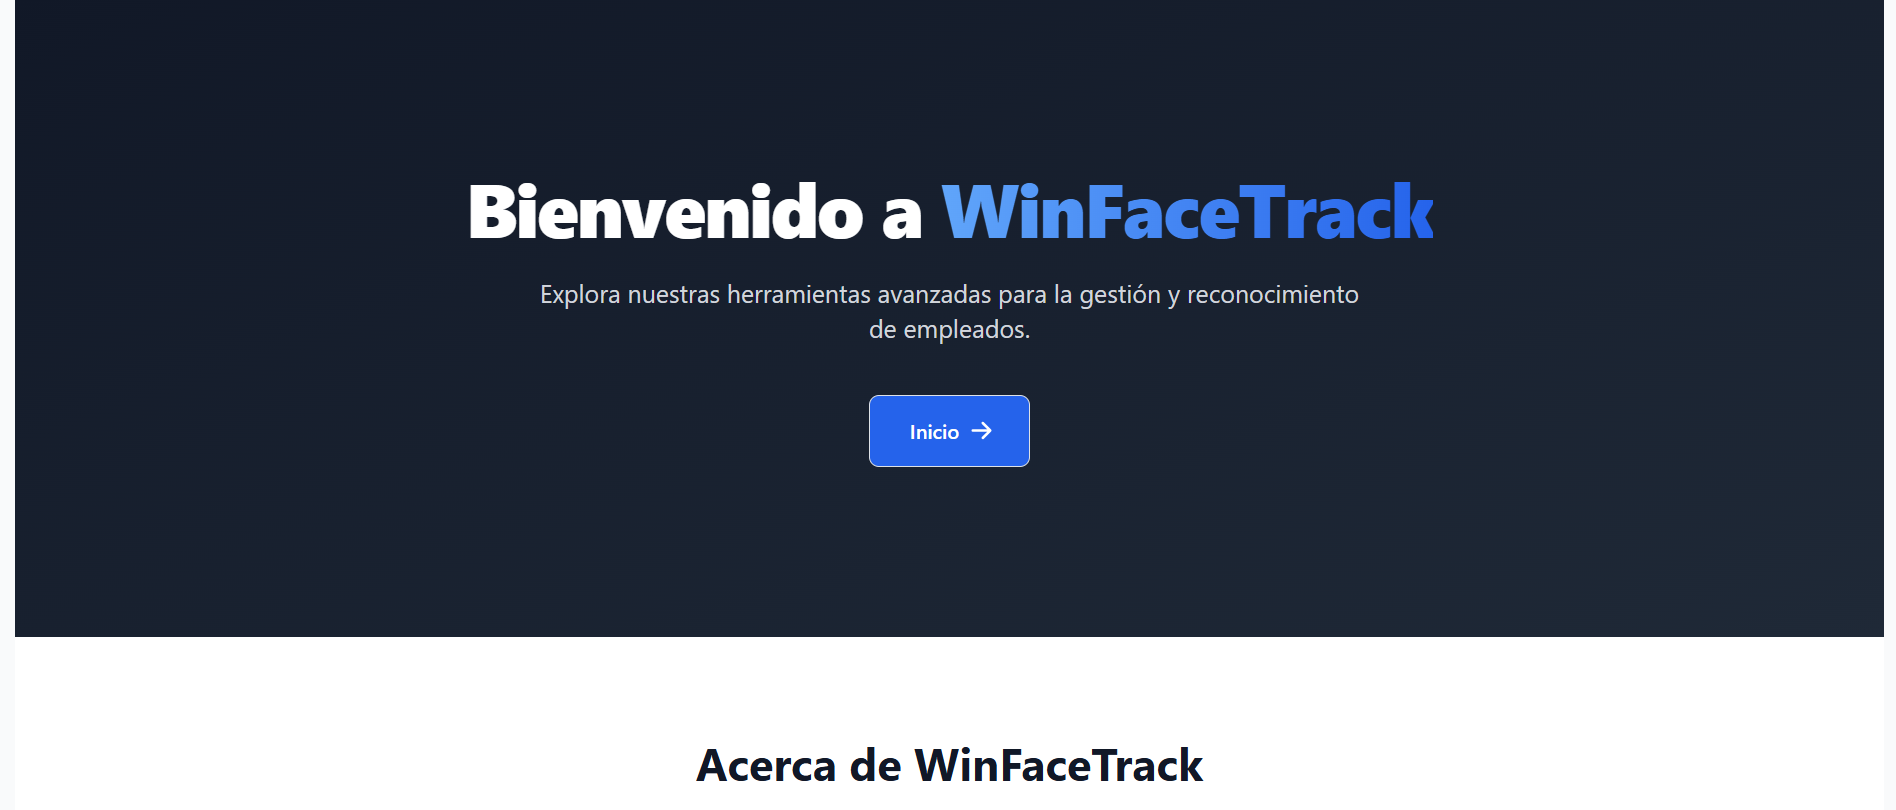 Bienvenido a WinFaceTrack
Explora nuestras herramientas avanzadas para la gestión y reconocimiento
de empleados.
Inicio
Acerca de WinFaceTrack